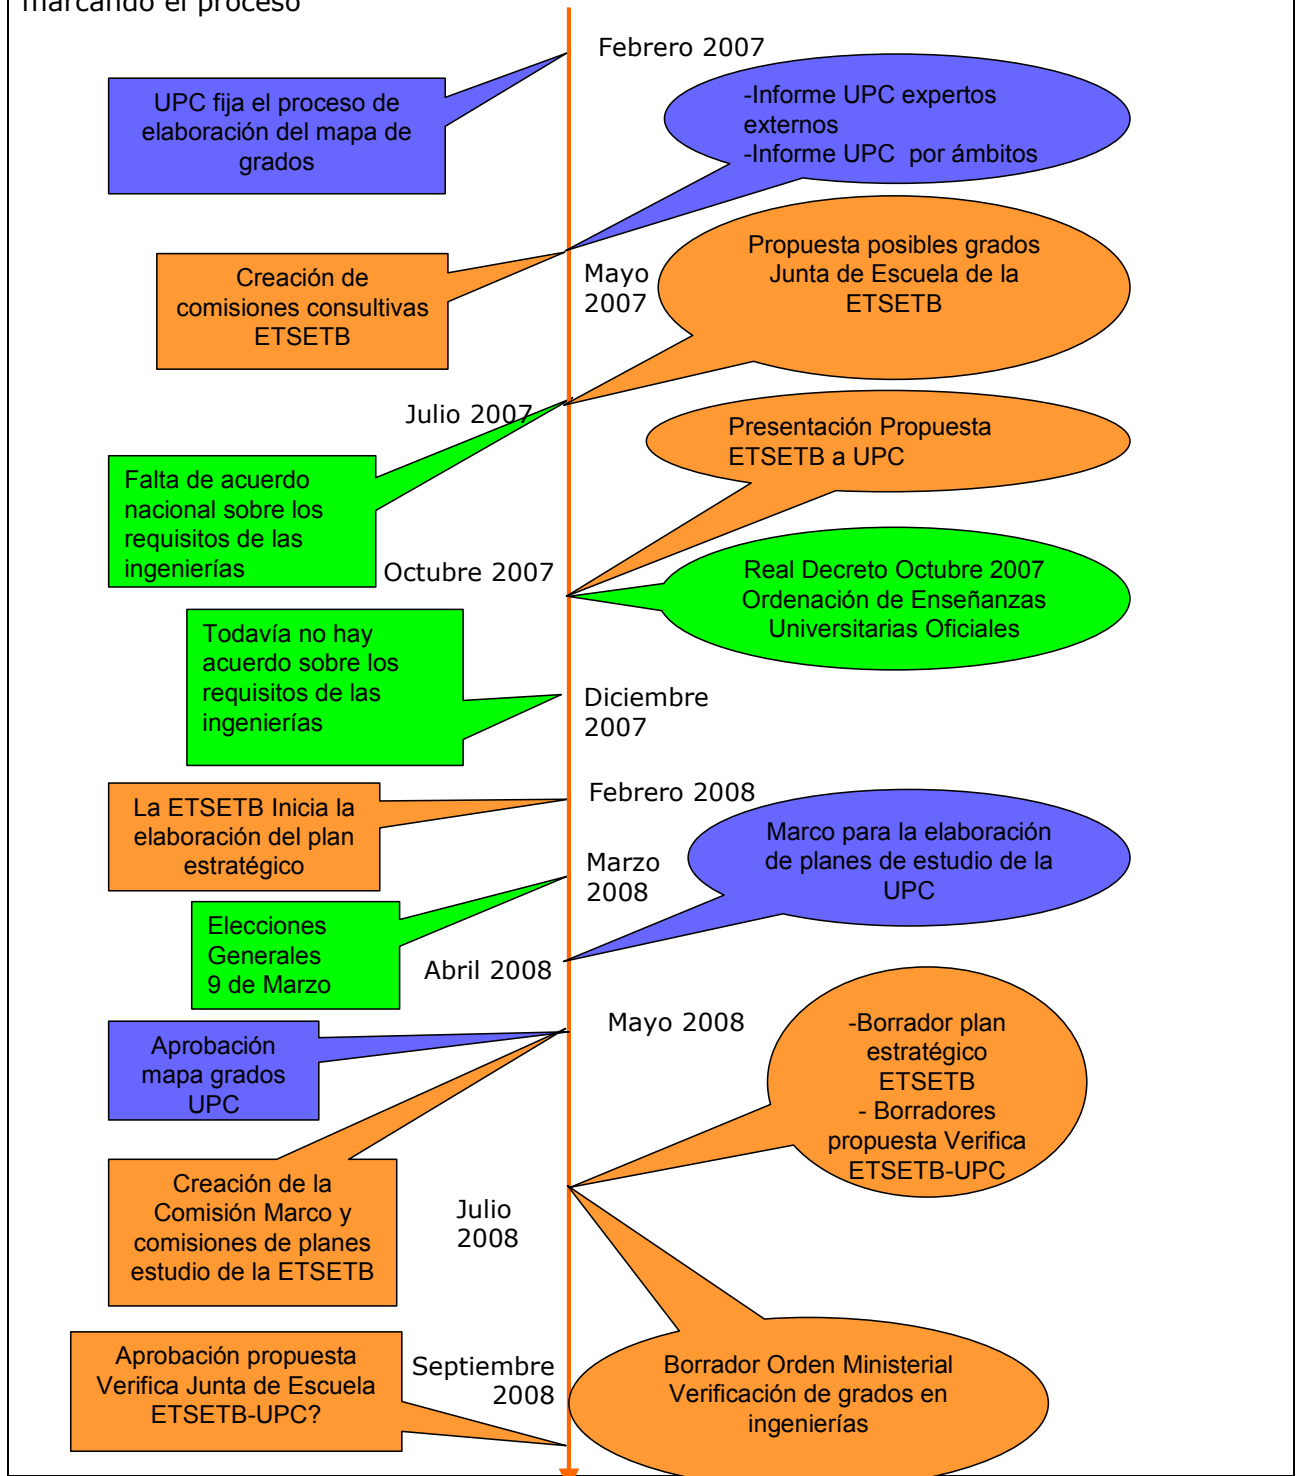 marcando el proceso
Febrero 2007
UPC fija el proceso de
elaboración del mapa de
grados
-Informe UPC expertos
externos
-Informe UPC por ámbitos
Creación de
comisiones consultivas
ETSETB
Mayo
2007
Propuesta posibles grados
Junta de Escuela de la
ETSETB
Julio 2007
Presentación Propuesta
ETSETB a UPC
Falta de acuerdo
nacional sobre los
requisitos de las
ingenierías
Octubre 2007
Real Decreto Octubre 2007
Ordenación de Enseñanzas
Universitarias Oficiales
Todavía no hay
acuerdo sobre los
requisitos de las
ingenierías
Diciembre
2007
La ETSETB Inicia la
elaboración del plan
estratégico
Febrero 2008
Marco para la elaboración
de planes de estudio de la
UPC
Marzo
2008
Elecciones
Generales
9 de Marzo
Abril 2008
Mayo 2008
Aprobación
mapa grados
UPC
-Borrador plan
estratégico
ETSETB
- Borradores
propuesta Verifica
ETSETB-UPC
Creación de la
Comisión Marco y
comisiones de planes
estudio de la ETSETB
Julio
2008
Aprobación propuesta
Verifica Junta de Escuela
ETSETB-UPC?
Septiembre
2008
Borrador Orden Ministerial
Verificación de grados en
ingenierías